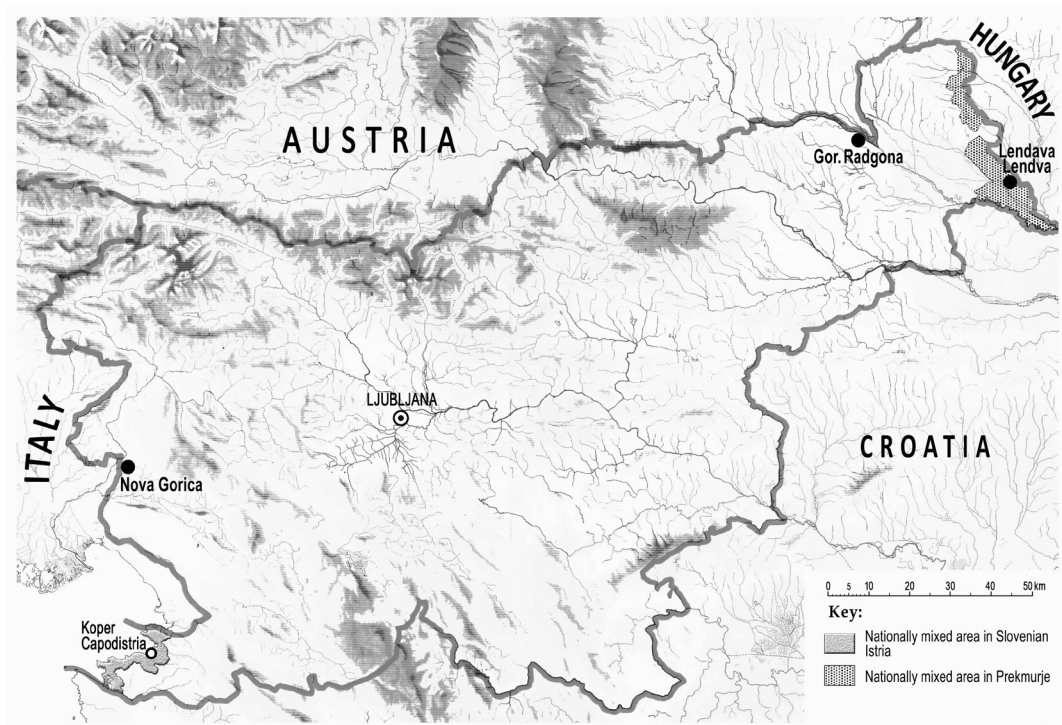 HUNGARY
AUSTRIA
Gor. Radgona
Lendava
Lendva
LJUBLJANA
ITALY
CROATIA
Nova Gorica
Koper
Capodistria
0 5 10 20 30 40 50 km
Key:
Nationally mixed area in Slovenian
Istria
Nationally mixed area in Prekmurje